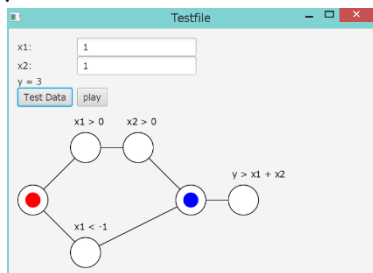 Testfile
x1: 1
x2: 1
y = 3
Test Data play
x1 > 0 x2 > 0
y > x1 + x2
x1 < -1